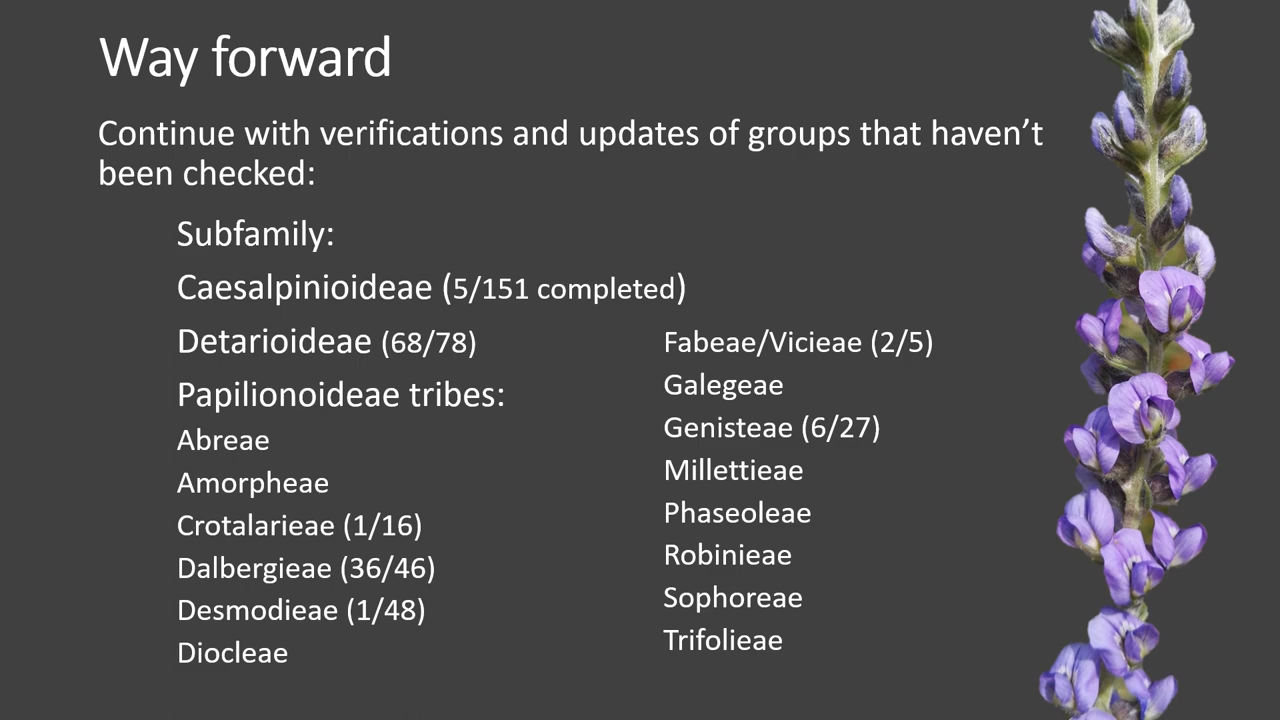 Way forward
Continue with verifications and updates of groups that haven’t
been checked:
Subfamily:
Caesalpinioideae (5/151 completed)
Detarioideae (68/78)
Papilionoideae tribes:
Abreae
Amorpheae
Crotalarieae (1/16)
Dalbergieae (36/46)
Desmodieae (1/48)
Diocleae
Fabeae/Vicieae (2/5)
Galegeae
Genisteae (6/27)
Millettieae
Phaseoleae
Robinieae
Sophoreae
Trifolieae